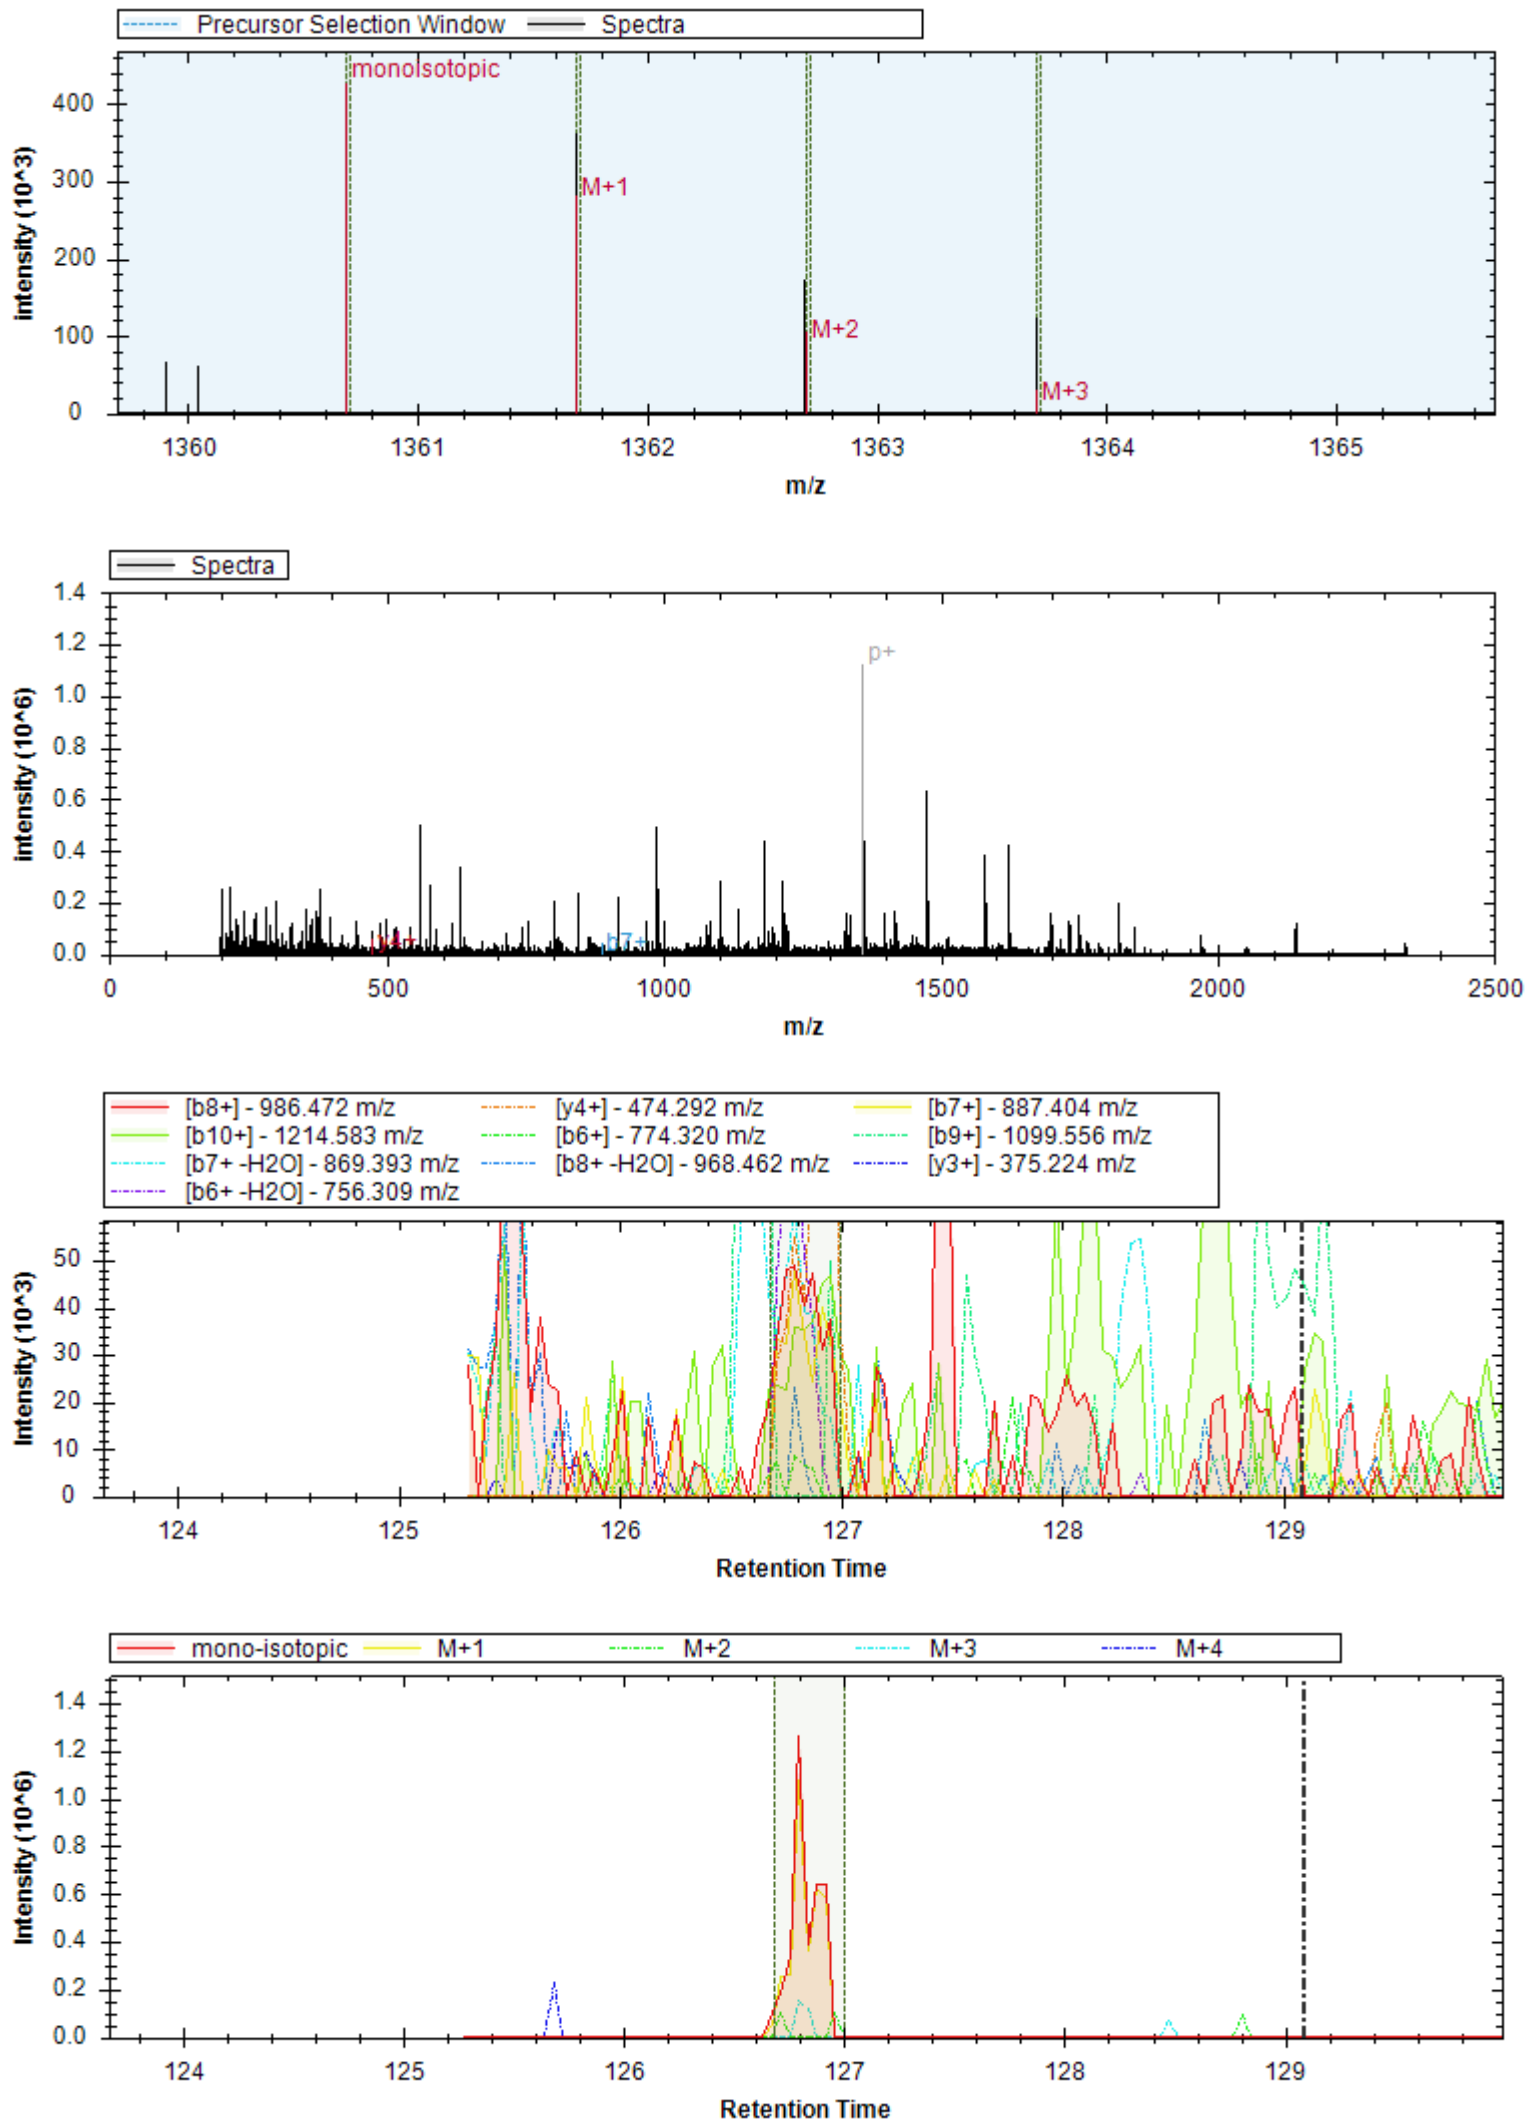 Precursor Selection Window Spectra
monoIsotopic
M+1
M+2
M+3
400
300
200
100
0
intensity (10^3)
1360 1361 1362 1363 1364 1365
m/z
Spectra
p+
y4+
b7+
1.4
1.2
1.0
0.8
0.6
0.4
0.2
0.0
intensity (10^6)
0 500 1000 1500 2000 2500
m/z
[b8+] - 986.472 m/z [y4+] - 474.292 m/z [b7+] - 887.404 m/z
[b10+] - 1214.583 m/z [b6+] - 774.320 m/z [b9+] - 1099.556 m/z
[b7+ -H2O] - 869.393 m/z [b8+ -H2O] - 968.462 m/z [y3+] - 375.224 m/z
[b6+ -H2O] - 756.309 m/z
50
40
30
20
10
0
Intensity (10^3)
124 125 126 127 128 129
Retention Time
mono-isotopic M+1 M+2 M+3 M+4
1.4
1.2
1.0
0.8
0.6
0.4
0.2
0.0
Intensity (10^6)
124 125 126 127 128 129
Retention Time